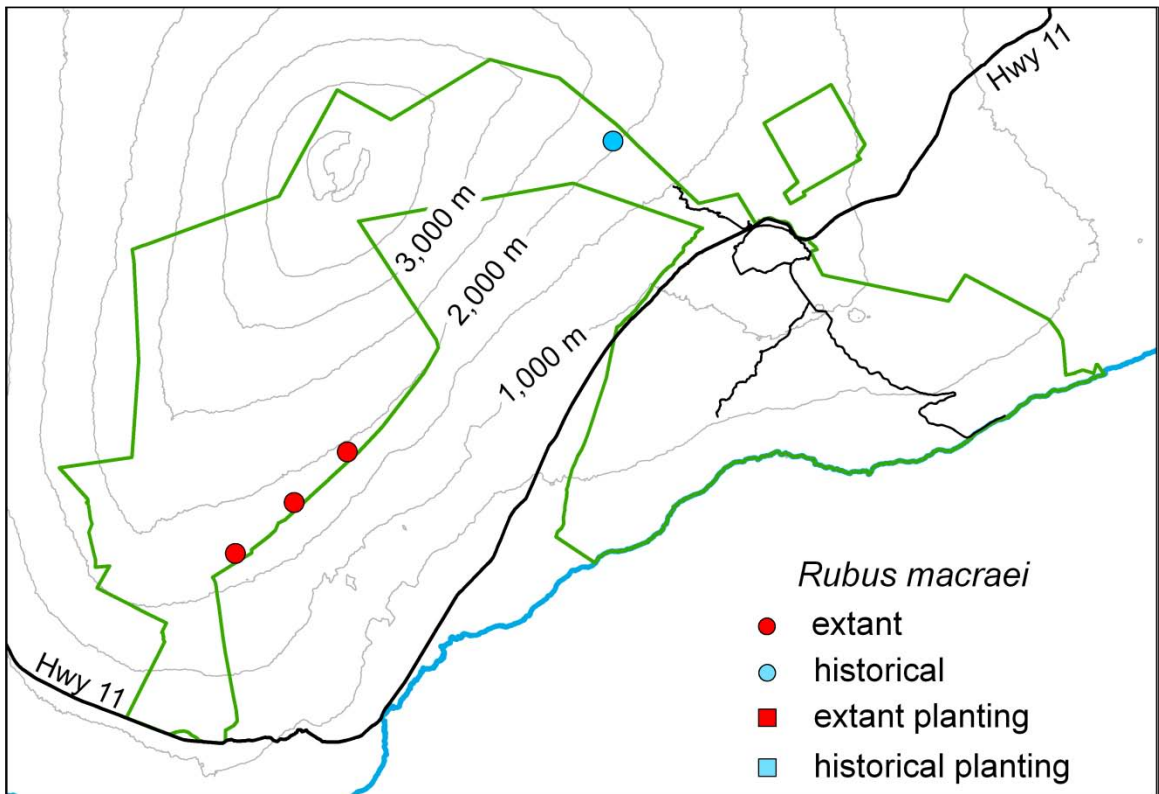 Hwy 11
3,000 m
2,000 m
1,000 m
Hwy 11
Rubus macraei
extant
historical
extant planting
historical planting